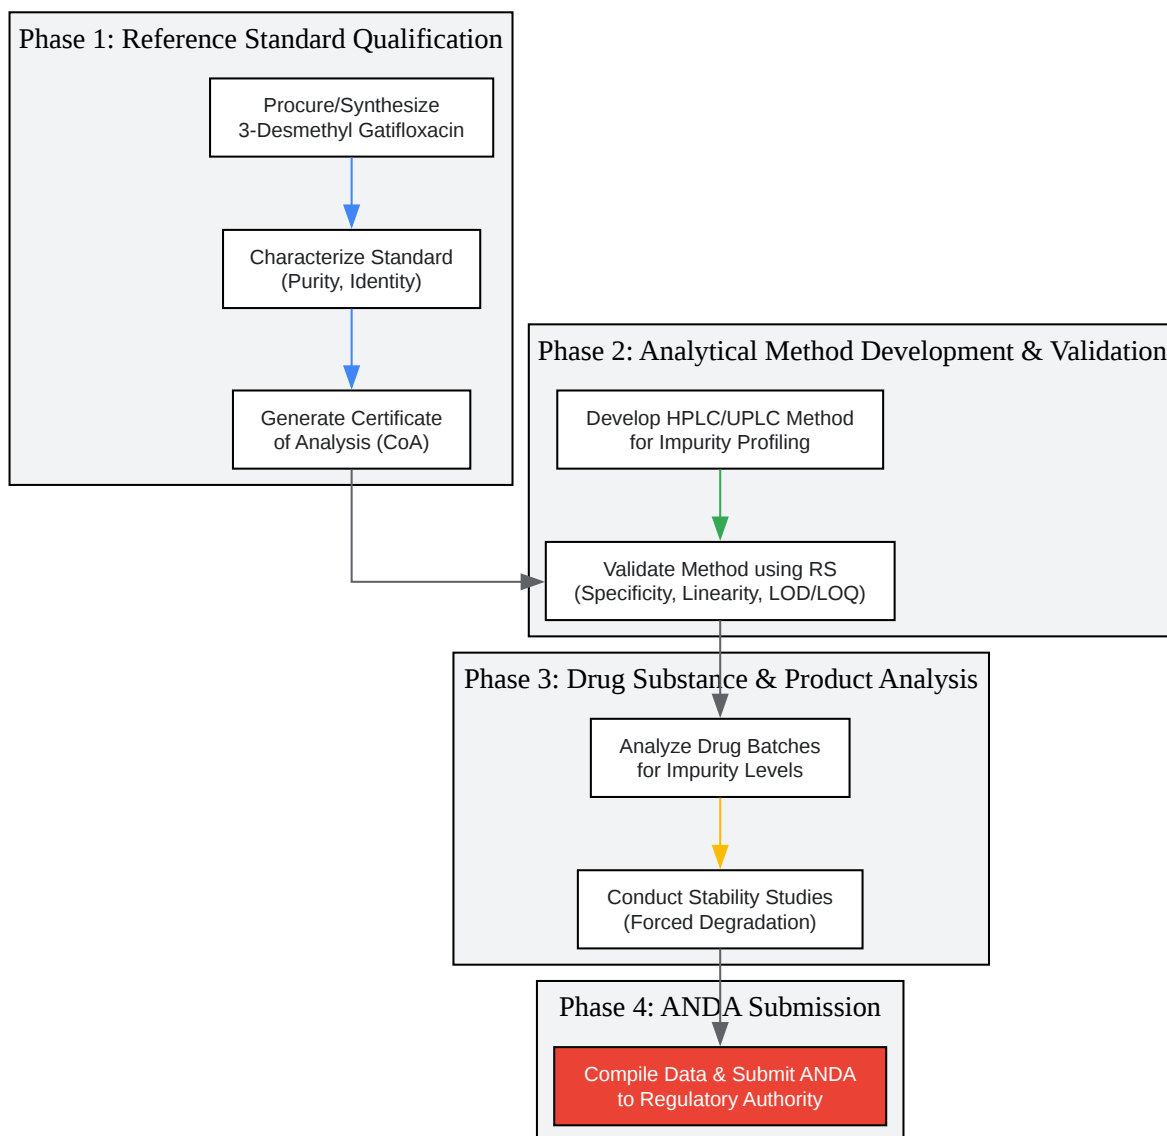 Phase 1: Reference Standard Qualification
Procure/Synthesize
3-Desmethyl Gatifloxacin
Characterize Standard
(Purity, Identity)
Generate Certificate
of Analysis (CoA)
Phase 2: Analytical Method Development & Validation
Develop HPLC/UPLC Method
for Impurity Profiling
Validate Method using RS
(Specificity, Linearity, LOD/LOQ)
Phase 3: Drug Substance & Product Analysis
Analyze Drug Batches
for Impurity Levels
Conduct Stability Studies
(Forced Degradation)
Phase 4: ANDA Submission
Compile Data & Submit ANDA
to Regulatory Authority